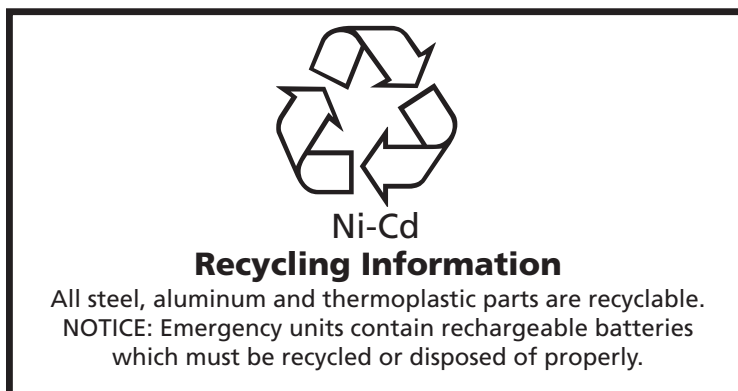 Ni-Cd
Recycling Information
All steel, aluminum and thermoplastic parts are recyclable.
NOTICE: Emergency units contain rechargeable batteries
which must be recycled or disposed of properly.